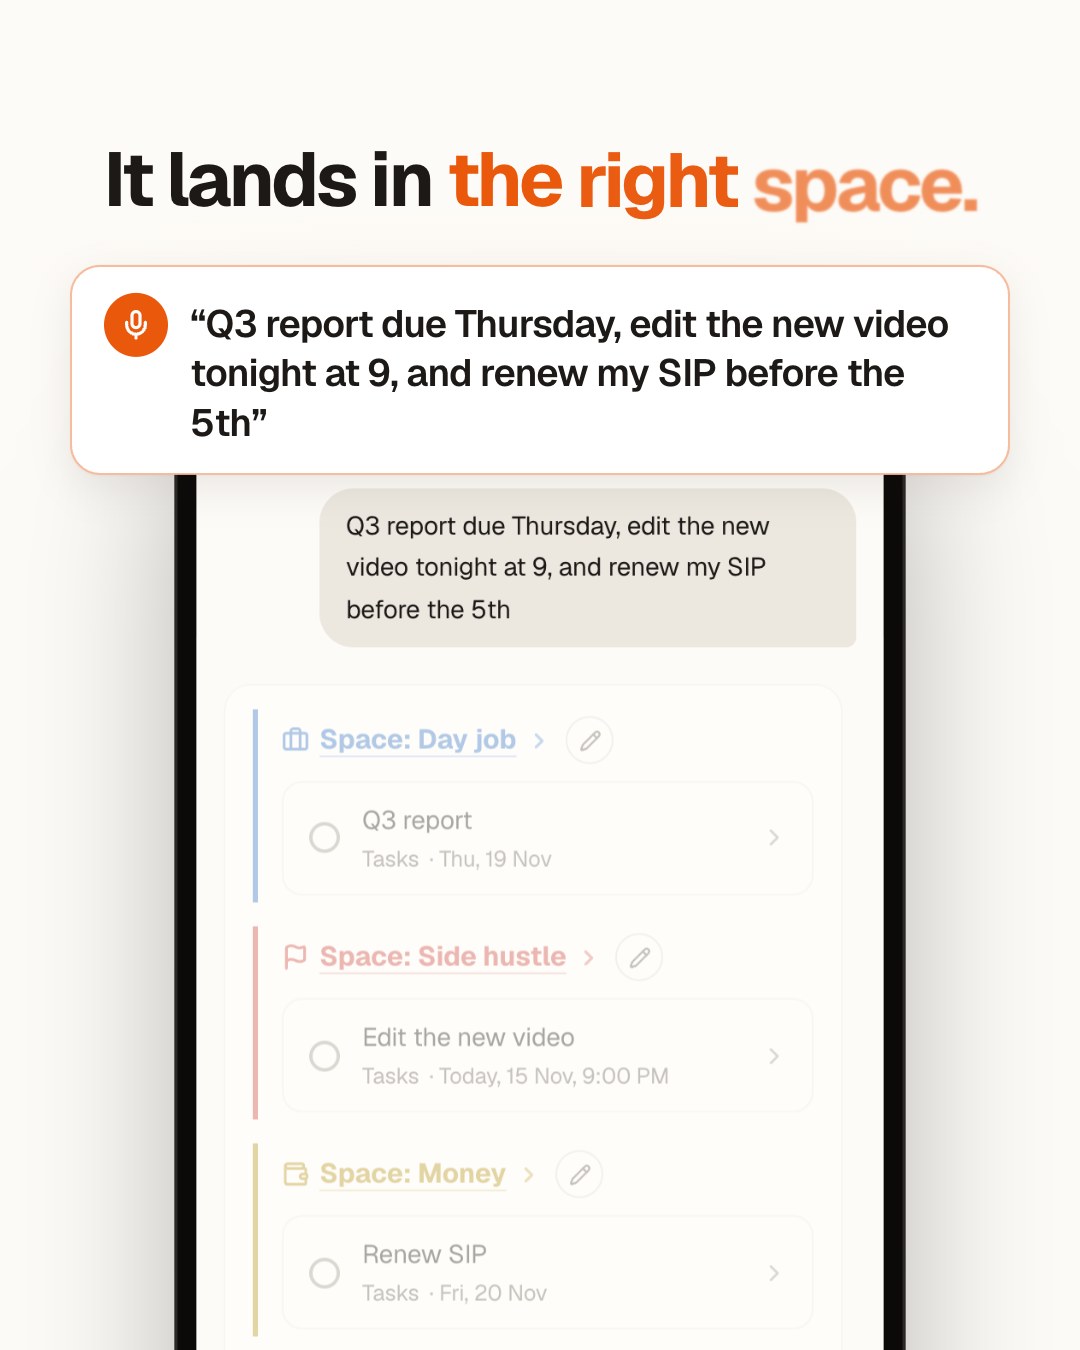 It lands in the right space.
“Q3 report due Thursday, edit the new video
tonight at 9, and renew my SIP before the
5th”
Q3 report due Thursday, edit the new
video tonight at 9, and renew my SIP
before the 5th
Space: Day job
Q3 report
Tasks · Thu, 19 Nov
Space: Side hustle
Edit the new video
Tasks · Today, 15 Nov, 9:00 PM
Space: Money
Renew SIP
Tasks · Fri, 20 Nov